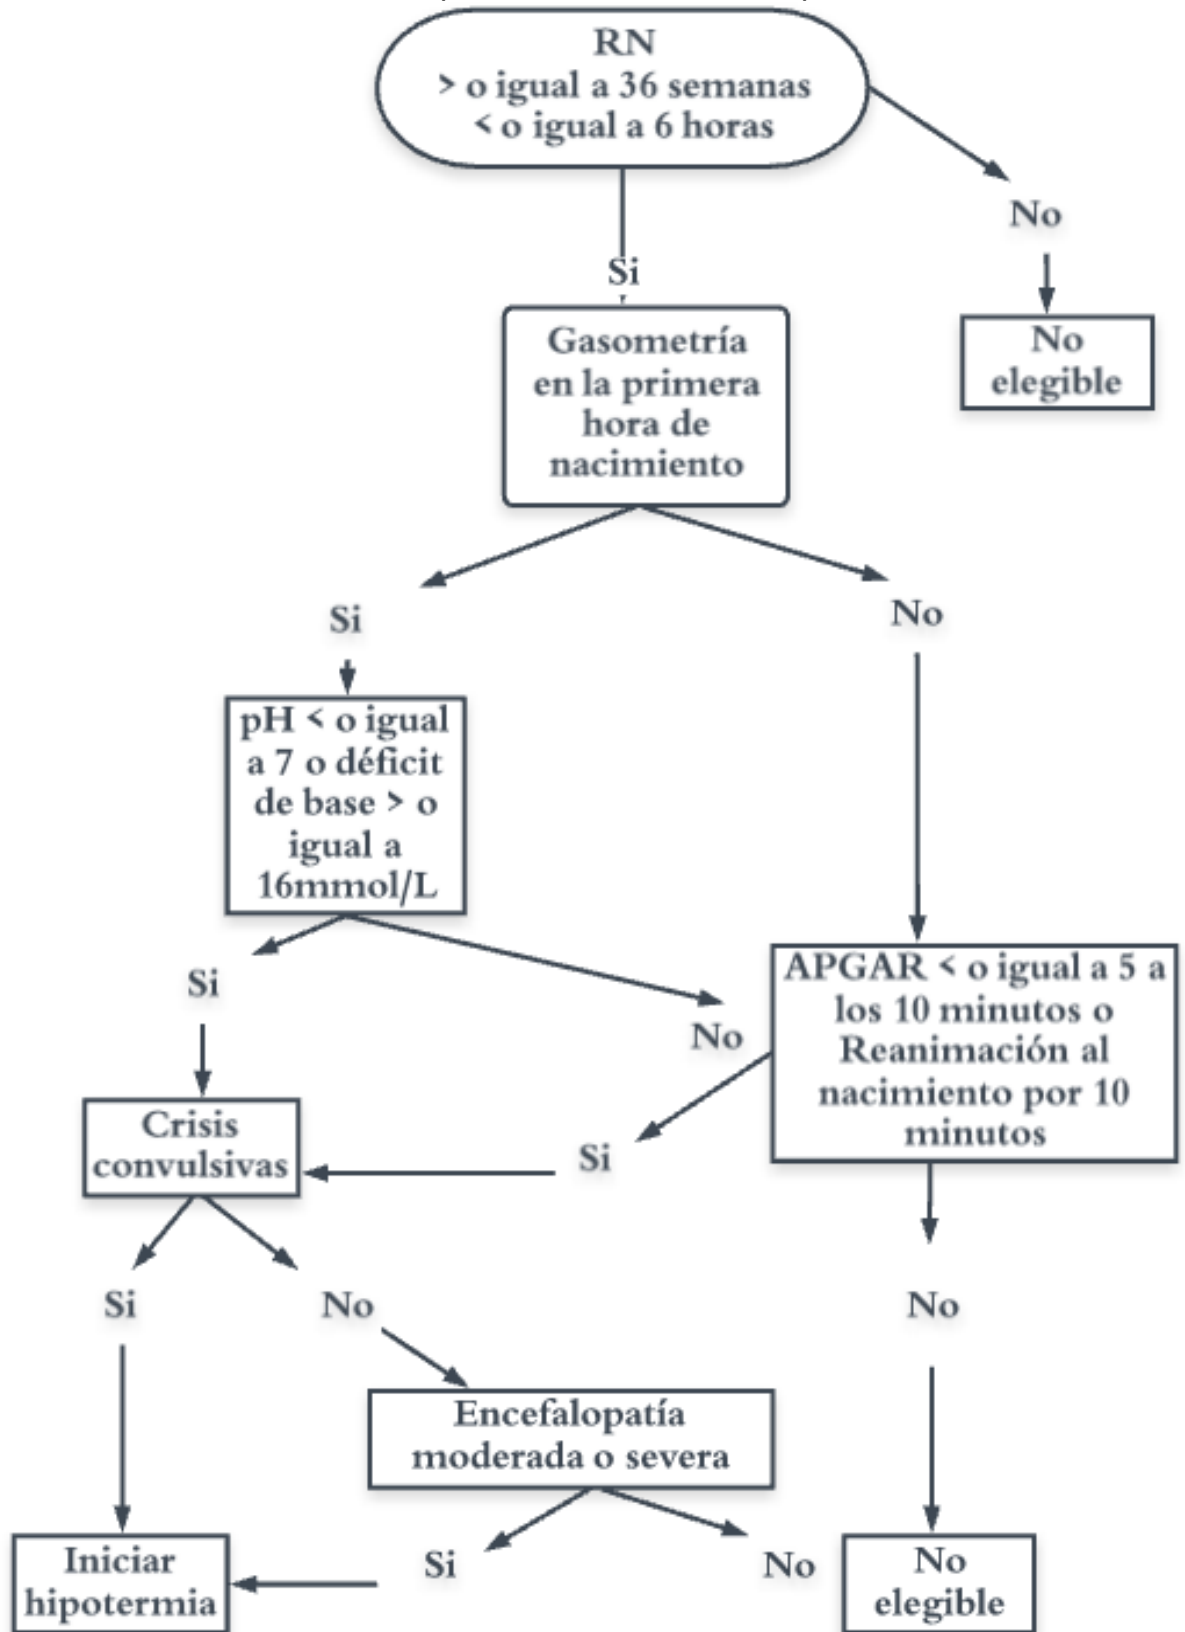 RN
> o igual a 36 semanas
< o igual a 6 horas
No
Si
No
elegible
Gasometría
en la primera
hora de
nacimiento
Si
No
pH < o igual
a 7 o déficit
de base > o
igual a
16mmol/L
Si
No
APGAR < o igual a 5 a
los 10 minutos o
Reanimación al
nacimiento por 10
minutos
Crisis
convulsivas
Si
Si
No
No
Encefalopatía
moderada o severa
Si
No
Iniciar
hipotermia
No
elegible